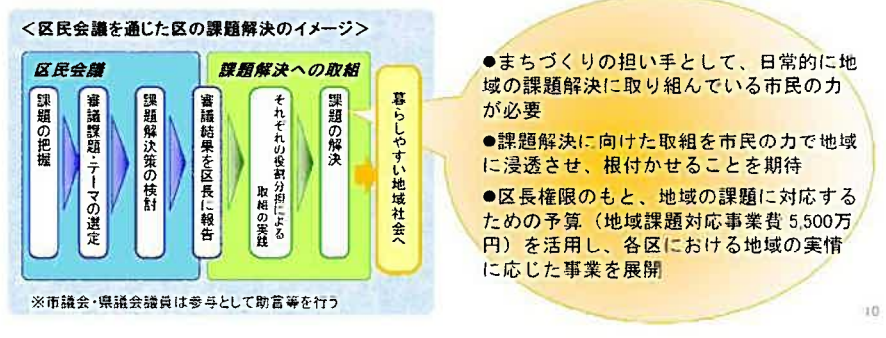 ＜区民会議を通じた区の課題解決のイメージ＞
区民会議
課題解決への取組
課題の把握
審議課題・テーマの選定
課題解決策の検討
審議結果を区長に報告
それぞれの役割分担による
取組の実践
課題の解決
暮らしやすい地域社会へ
※市議会・県議会議員は参与として助言等を行う
●まちづくりの担い手として、日常的に地
域の課題解決に取り組んでいる市民の力
が必要
●課題解決に向けた取組を市民の力で地域
に浸透させ、根付かせることを期待
●区長権限のもと、地域の課題に対応する
ための予算（地域課題対応事業費 5,500万
円）を活用し、各区における地域の実情
に応じた事業を展開
10